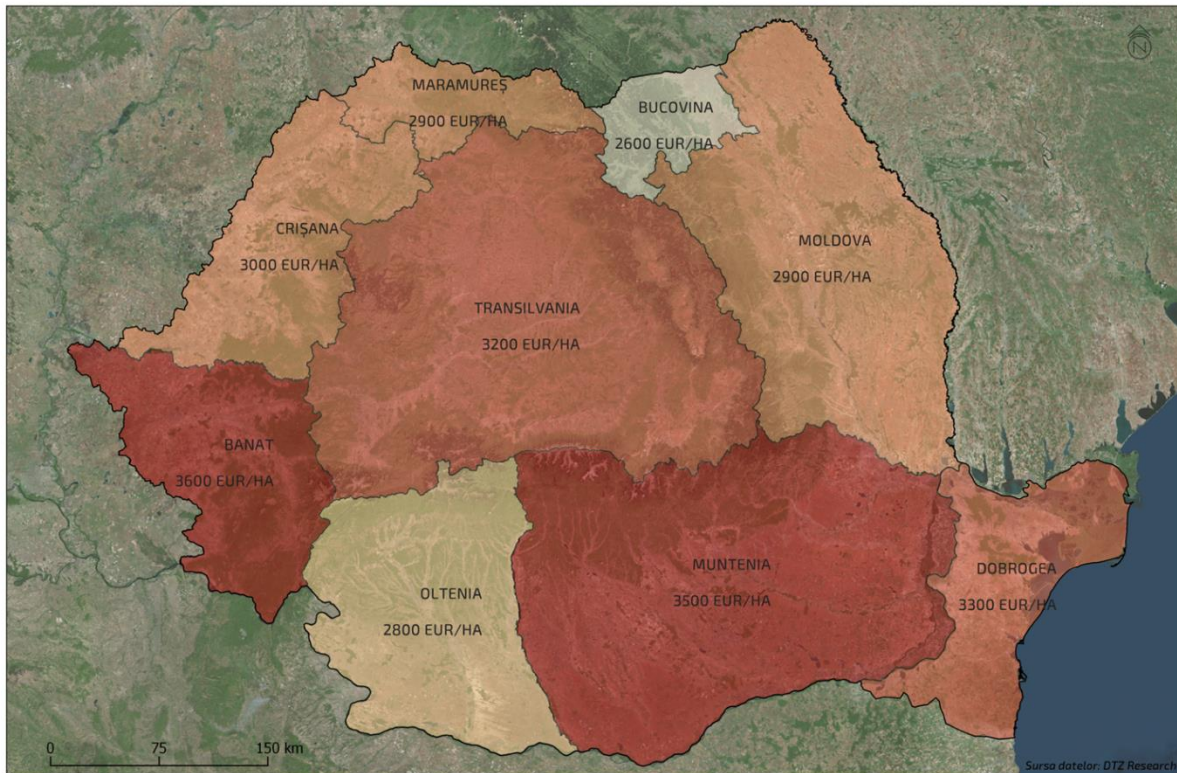 N
MARAMUREȘ
2900 EUR/HA
BUCOVINA
2600 EUR/HA
CRIȘANA
3000 EUR/HA
MOLDOVA
2900 EUR/HA
TRANSILVANIA
3200 EUR/HA
BANAT
3600 EUR/HA
OLTENIA
2800 EUR/HA
MUNTENIA
3500 EUR/HA
DOBROGEA
3300 EUR/HA
0 75 150 km
Sursa datelor: DTZ Research